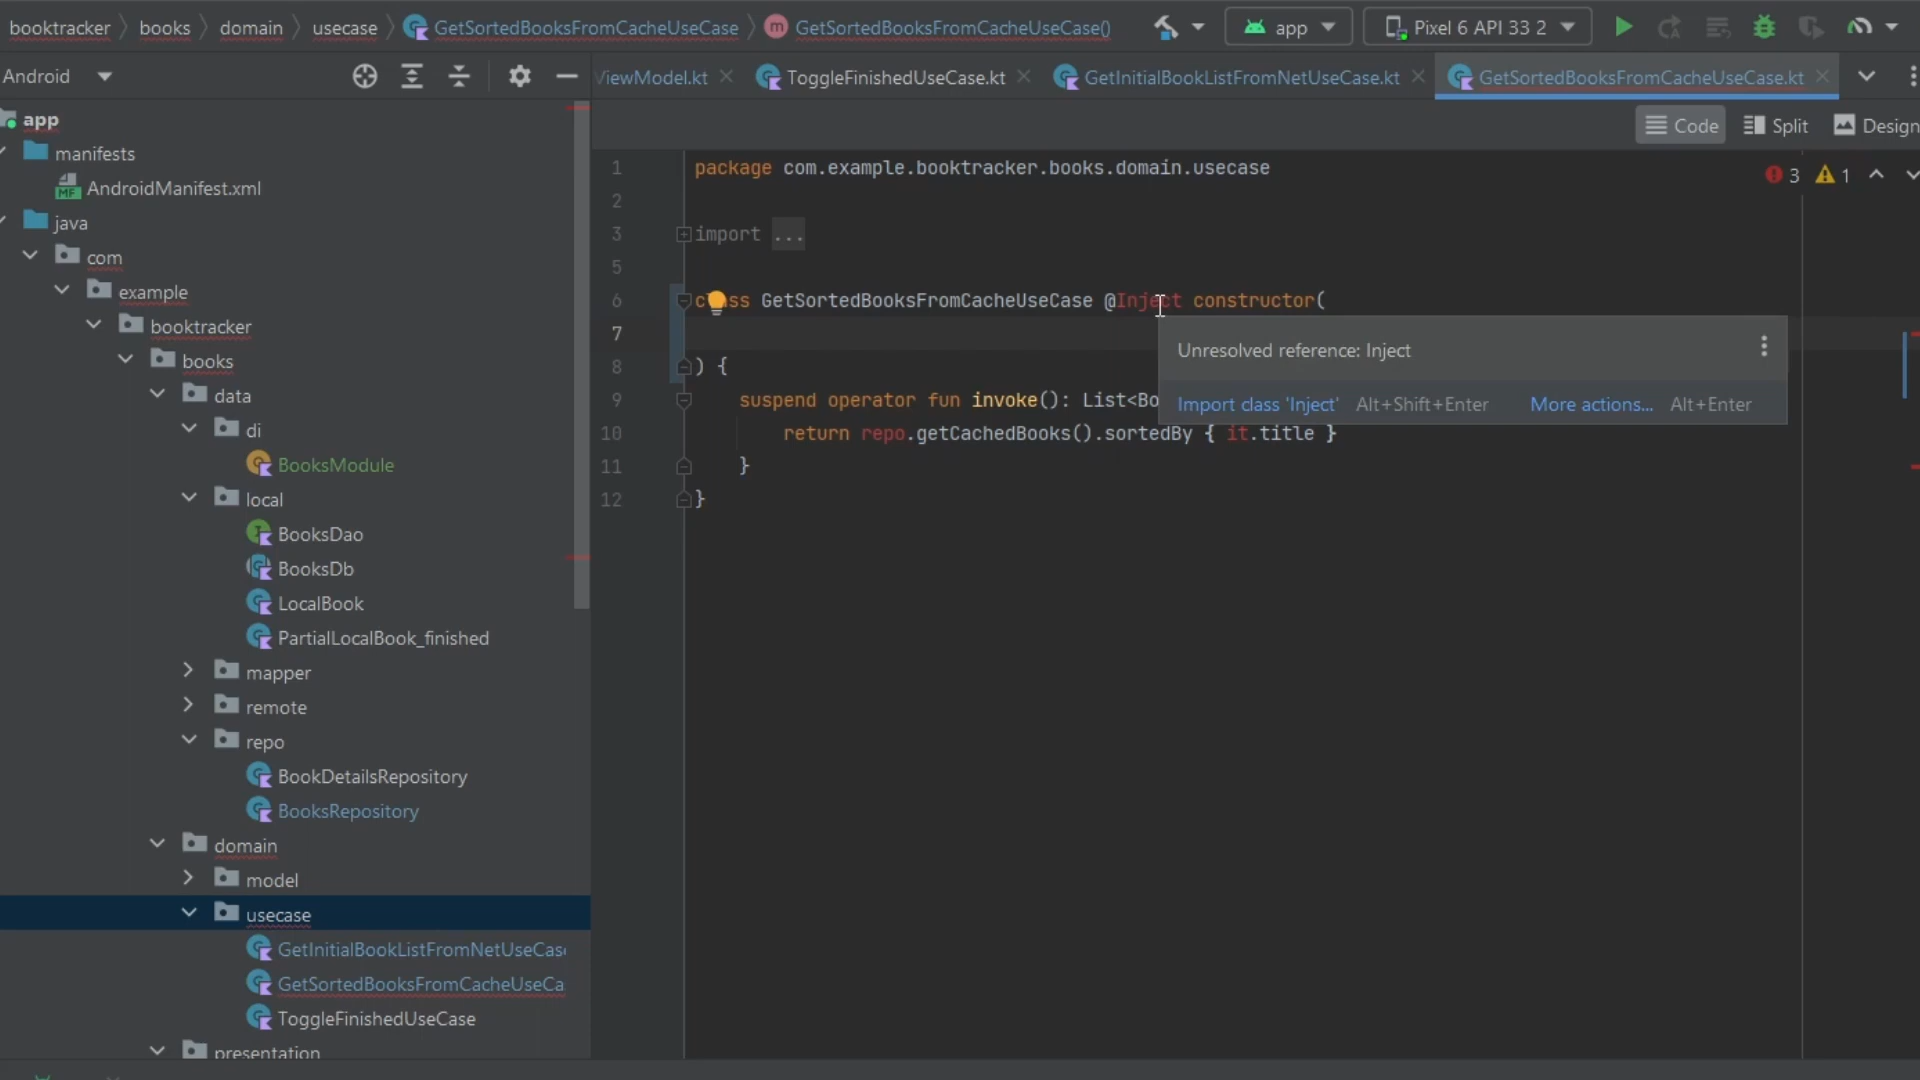 booktracker books domain usecase GetSortedBooksFromCacheUseCase m GetSortedBooksFromCacheUseCase() app Pixel 6 API 33 2
Android
ViewModel.kt ToggleFinishedUseCase.kt GetInitialBookListFromNetUseCase.kt GetSortedBooksFromCacheUseCase.kt
Code Split Design
app
manifests
MF AndroidManifest.xml
java
com
example
booktracker
books
data
di
BooksModule
local
BooksDao
BooksDb
LocalBook
PartialLocalBook_finished
mapper
remote
repo
BookDetailsRepository
BooksRepository
domain
model
usecase
GetInitialBookListFromNetUseCas
GetSortedBooksFromCacheUseCa
ToggleFinishedUseCase
presentation
3 1
1 package com.example.booktracker.books.domain.usecase
2
3 import ...
5
6 class GetSortedBooksFromCacheUseCase @Inject constructor(
7
8 ) {
9 suspend operator fun invoke(): List<Bo
10 return repo.getCachedBooks().sortedBy { it.title }
11 }
12 }
Unresolved reference: Inject
Import class 'Inject' Alt+Shift+Enter More actions... Alt+Enter